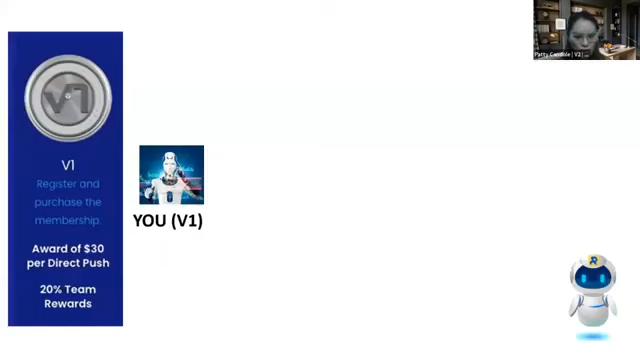 V1
V1
Register and
purchase the
membership.
Award of $30
per Direct Push
20% Team
Rewards
YOU (V1)
R
Patty Candole | V2 | ...